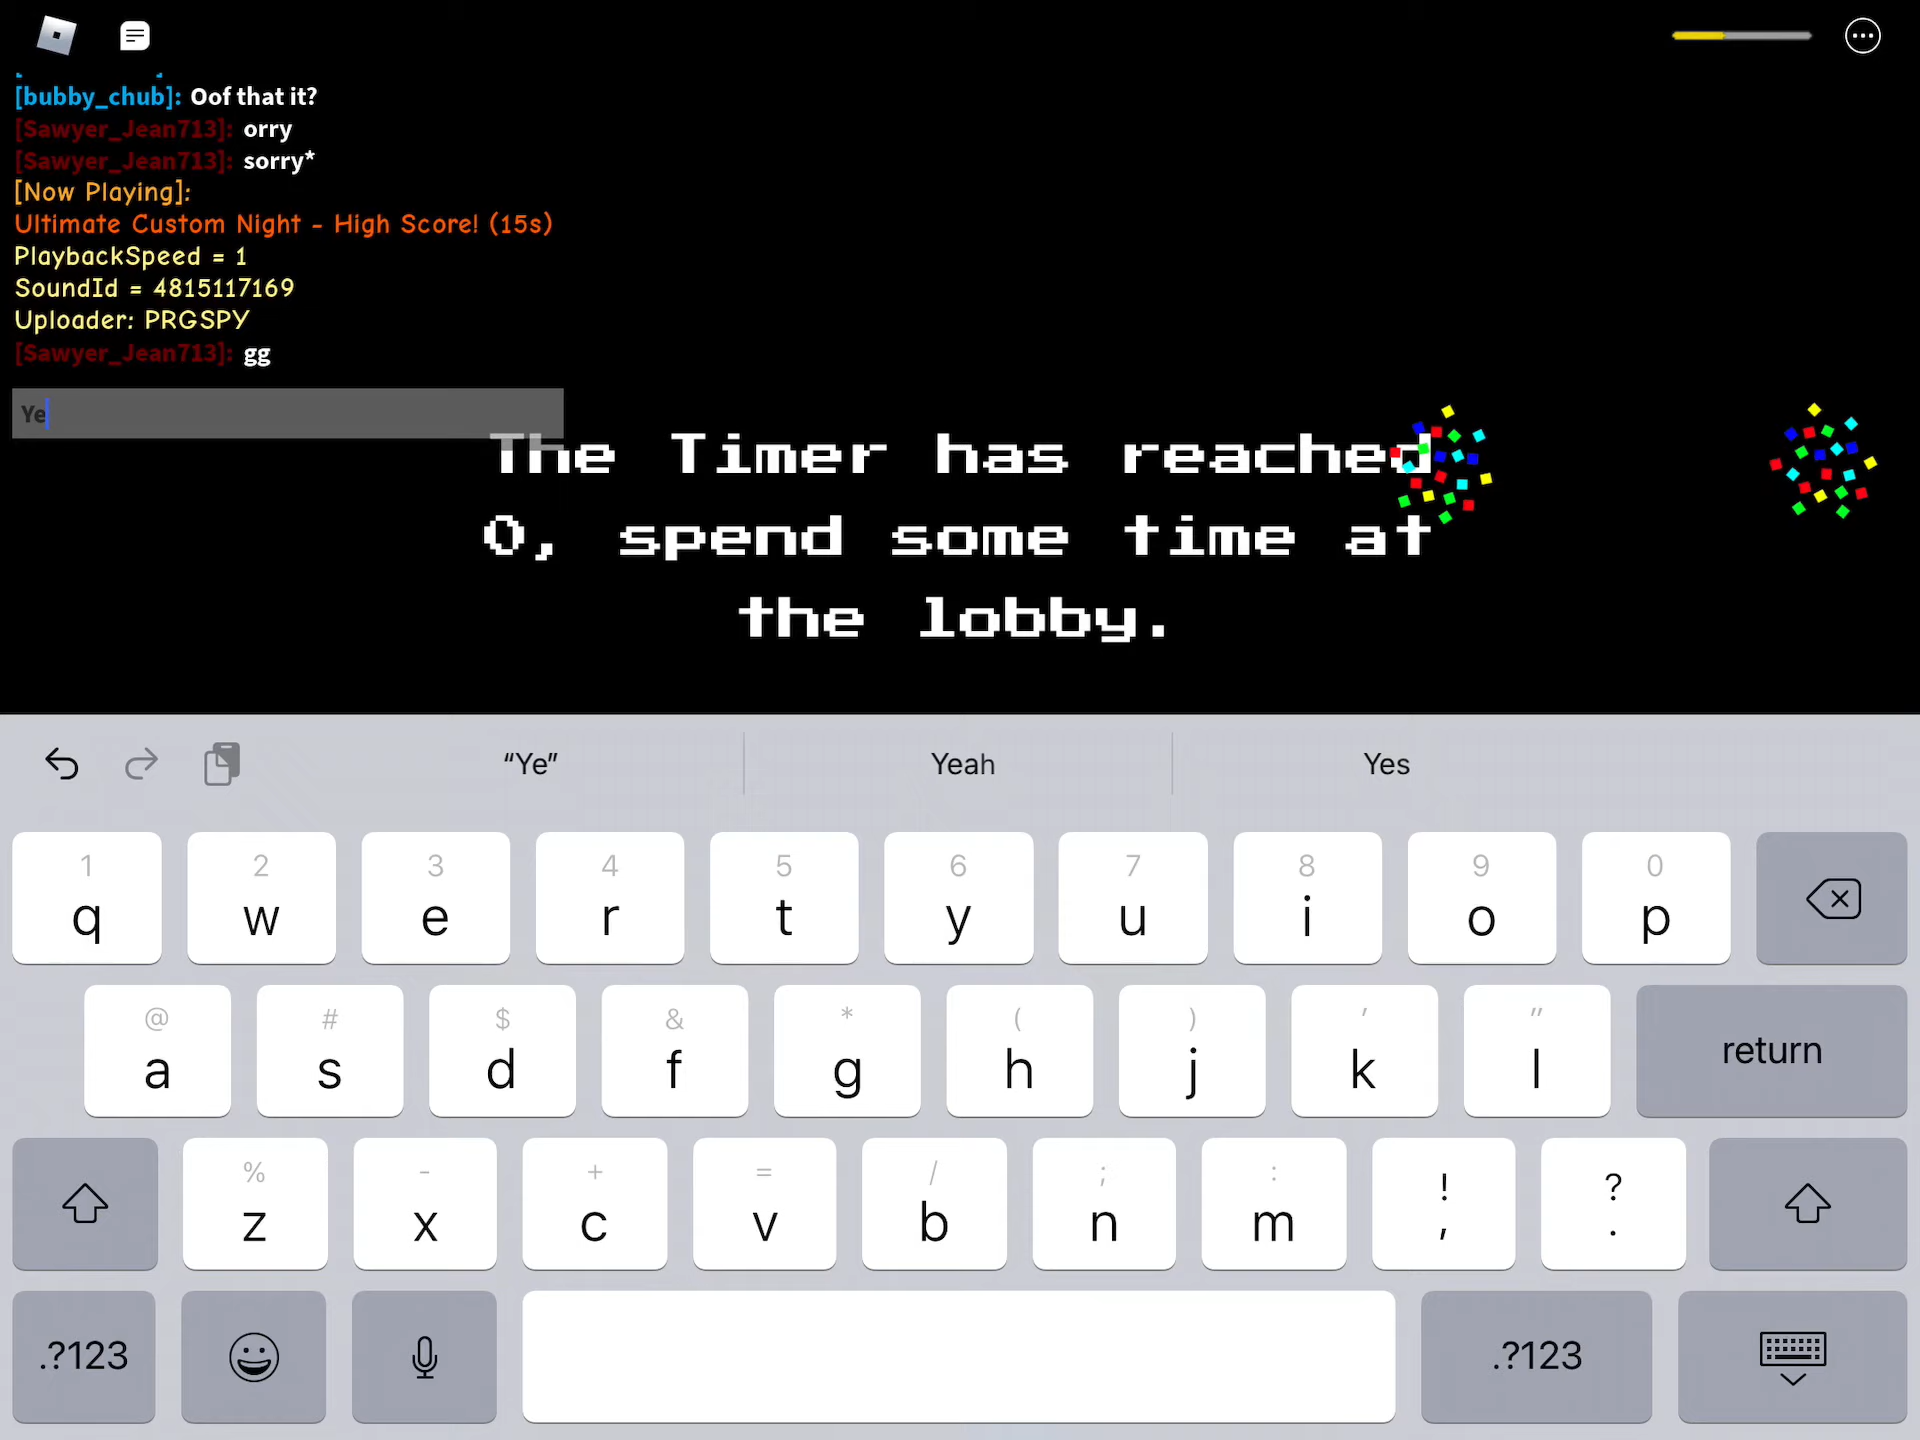 [bubby_chub]: Oof that it?
[Sawyer_Jean713]: orry
[Sawyer_Jean713]: sorry*
[Now Playing]:
Ultimate Custom Night - High Score! (15s)
PlaybackSpeed = 1
SoundId = 4815117169
Uploader: PRGSPY
[Sawyer_Jean713]: gg
Ye
The Timer has reached
0, spend some time at
the lobby.
“Ye” Yeah Yes
1 2 3 4 5 6 7 8 9 0
q w e r t y u i o p
@ # $ & * ( ) ' "
a s d f g h j k l return
% - + = / ; : ! ?
z x c v b n m , .
.?123 .?123